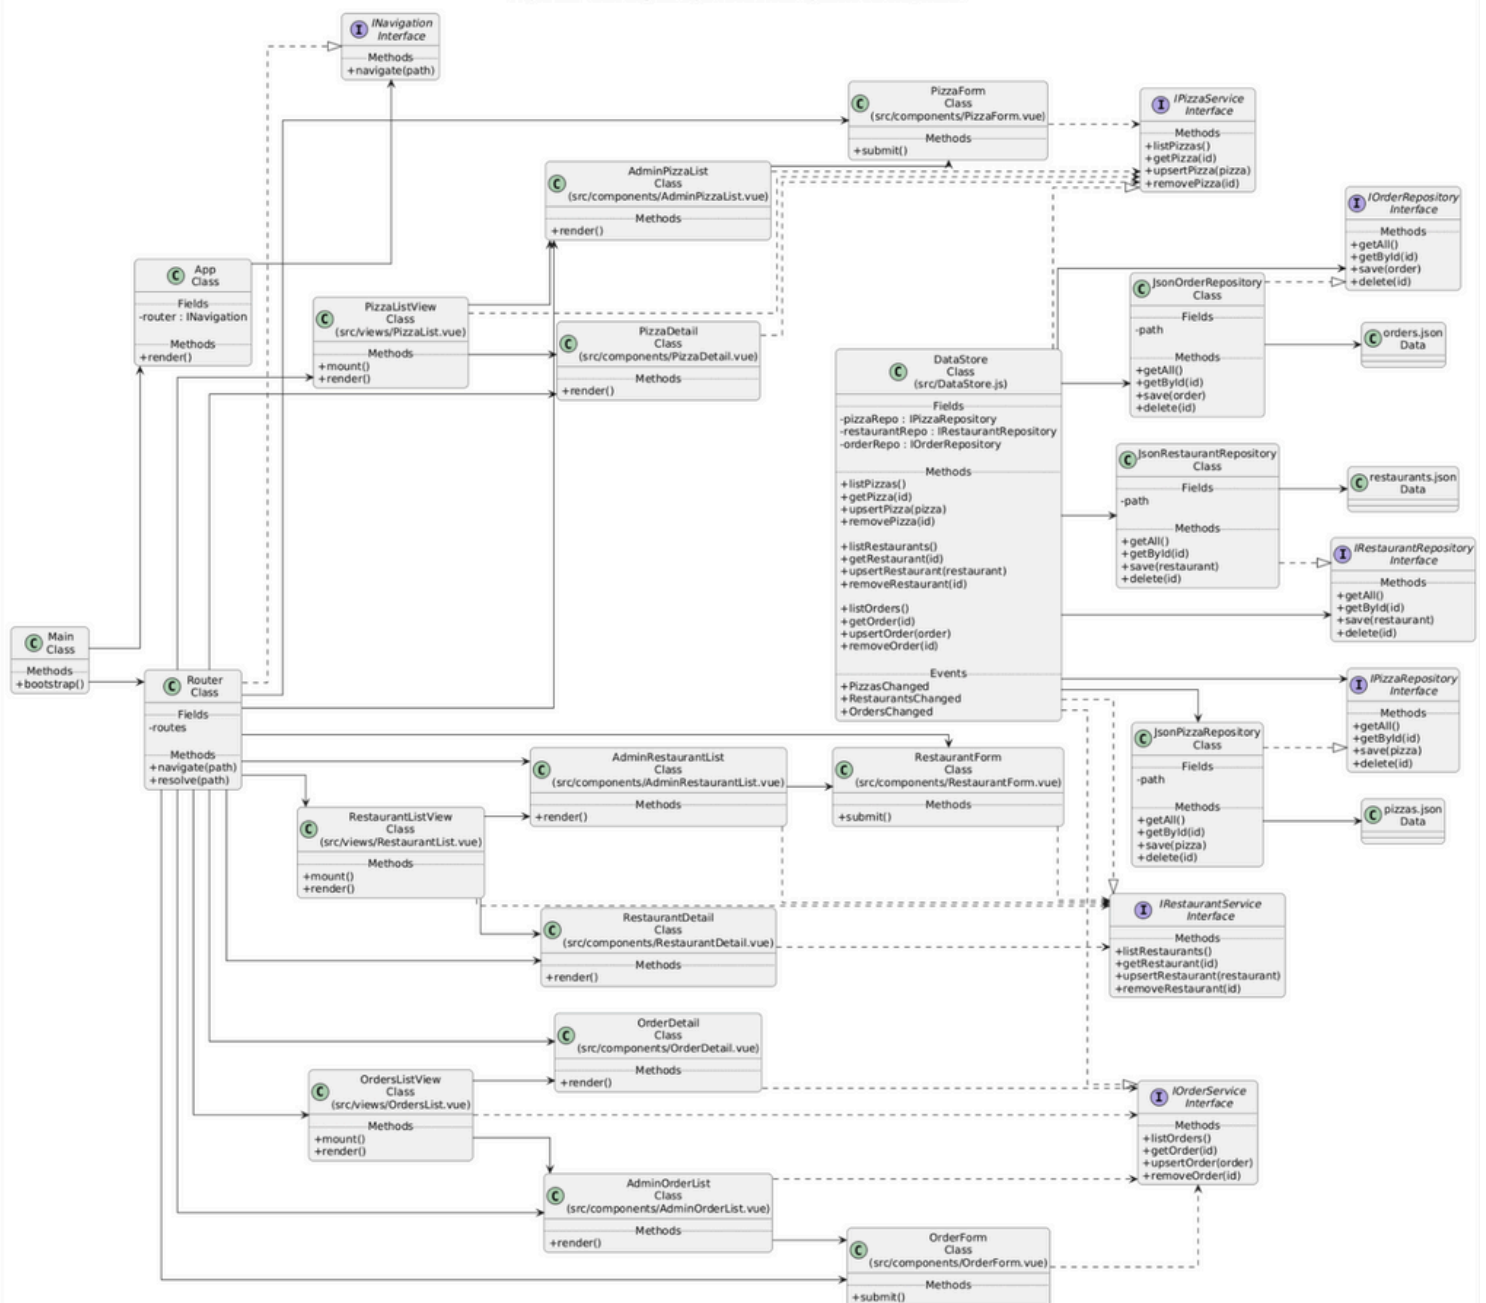 I
INavigation
Interface
Methods
+navigate(path)
C
PizzaForm
Class
(src/components/PizzaForm.vue)
Methods
+submit()
I
IPizzaService
Interface
Methods
+listPizzas()
+getPizza(id)
+upsertPizza(pizza)
+removePizza(id)
C
AdminPizzaList
Class
(src/components/AdminPizzaList.vue)
Methods
+render()
I
IOrderRepository
Interface
Methods
+getAll()
+getById(id)
+save(order)
+delete(id)
C
App
Class
Fields
-router : INavigation
Methods
+render()
C
PizzaListView
Class
(src/views/PizzaList.vue)
Methods
+mount()
+render()
C
PizzaDetail
Class
(src/components/PizzaDetail.vue)
Methods
+render()
C
JsonOrderRepository
Class
Fields
-path
Methods
+getAll()
+getById(id)
+save(order)
+delete(id)
C
orders.json
Data
C
DataStore
Class
(src/DataStore.js)
Fields
-pizzaRepo : IPizzaRepository
-restaurantRepo : IRestaurantRepository
-orderRepo : IOrderRepository
Methods
+listPizzas()
+getPizza(id)
+upsertPizza(pizza)
+removePizza(id)
+listRestaurants()
+getRestaurant(id)
+upsertRestaurant(restaurant)
+removeRestaurant(id)
+listOrders()
+getOrder(id)
+upsertOrder(order)
+removeOrder(id)
Events
+PizzasChanged
+RestaurantsChanged
+OrdersChanged
C
JsonRestaurantRepository
Class
Fields
-path
Methods
+getAll()
+getById(id)
+save(restaurant)
+delete(id)
C
restaurants.json
Data
I
IRestaurantRepository
Interface
Methods
+getAll()
+getById(id)
+save(restaurant)
+delete(id)
C
Main
Class
Methods
+bootstrap()
C
Router
Class
Fields
-routes
Methods
+navigate(path)
+resolve(path)
I
IPizzaRepository
Interface
Methods
+getAll()
+getById(id)
+save(pizza)
+delete(id)
C
JsonPizzaRepository
Class
Fields
-path
Methods
+getAll()
+getById(id)
+save(pizza)
+delete(id)
C
pizzas.json
Data
C
AdminRestaurantList
Class
(src/components/AdminRestaurantList.vue)
Methods
+render()
C
RestaurantForm
Class
(src/components/RestaurantForm.vue)
Methods
+submit()
C
RestaurantListView
Class
(src/views/RestaurantList.vue)
Methods
+mount()
+render()
C
RestaurantDetail
Class
(src/components/RestaurantDetail.vue)
Methods
+render()
I
IRestaurantService
Interface
Methods
+listRestaurants()
+getRestaurant(id)
+upsertRestaurant(restaurant)
+removeRestaurant(id)
C
OrderDetail
Class
(src/components/OrderDetail.vue)
Methods
+render()
C
OrdersListView
Class
(src/views/OrdersList.vue)
Methods
+mount()
+render()
I
IOrderService
Interface
Methods
+listOrders()
+getOrder(id)
+upsertOrder(order)
+removeOrder(id)
C
AdminOrderList
Class
(src/components/AdminOrderList.vue)
Methods
+render()
C
OrderForm
Class
(src/components/OrderForm.vue)
Methods
+submit()